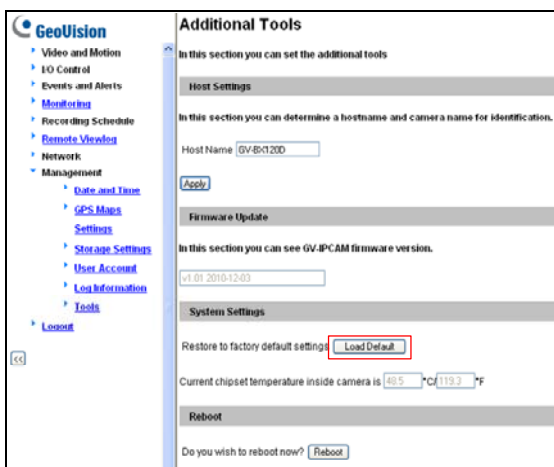 GeoVision
Video and Motion
I/O Control
Events and Alerts
Monitoring
Recording Schedule
Remote Viewlog
Network
Management
Date and Time
GPS Maps
Settings
Storage Settings
User Account
Log Information
Tools
Logout
<<
Additional Tools
In this section you can set the additional tools
Host Settings
In this section you can determine a hostname and camera name for identification.
Host Name GV-BX120D
Apply
Firmware Update
In this section you can see GV-IPCAM firmware version.
v1.01 2010-12-03
System Settings
Restore to factory default settings Load Default
Current chipset temperature inside camera is 48.5 °C/ 119.3 °F
Reboot
Do you wish to reboot now? Reboot